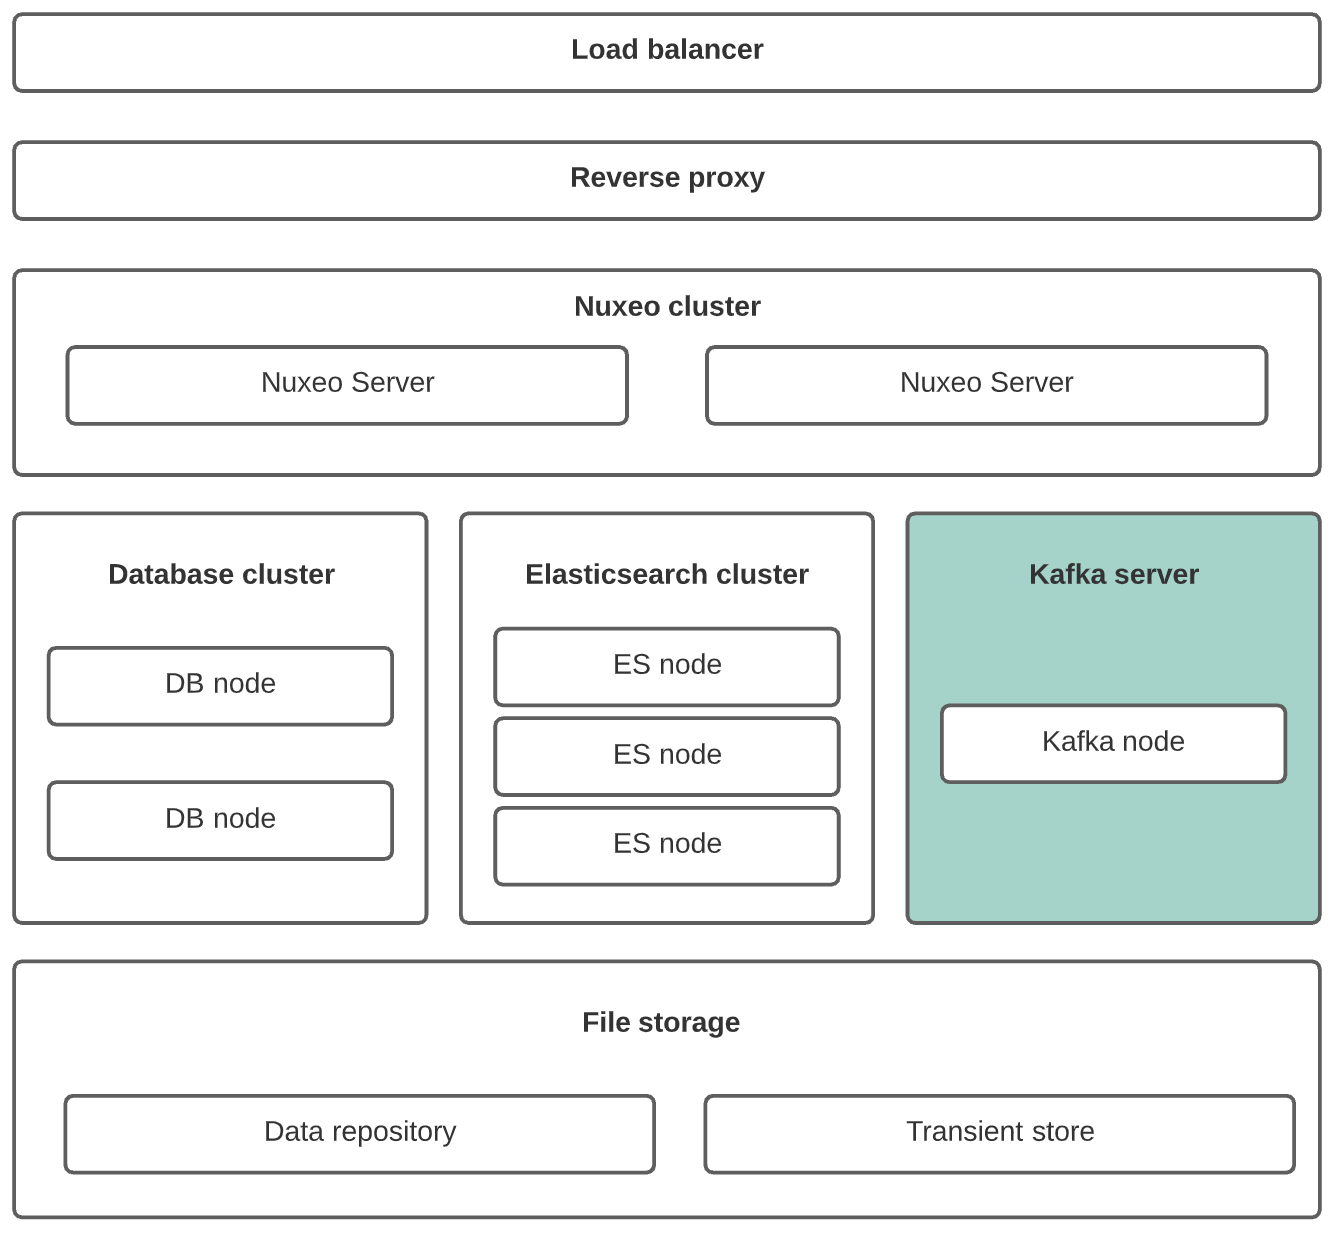 Load balancer
Reverse proxy
Nuxeo cluster
Nuxeo Server
Nuxeo Server
Database cluster
DB node
DB node
Elasticsearch cluster
ES node
ES node
ES node
Kafka server
Kafka node
File storage
Data repository
Transient store